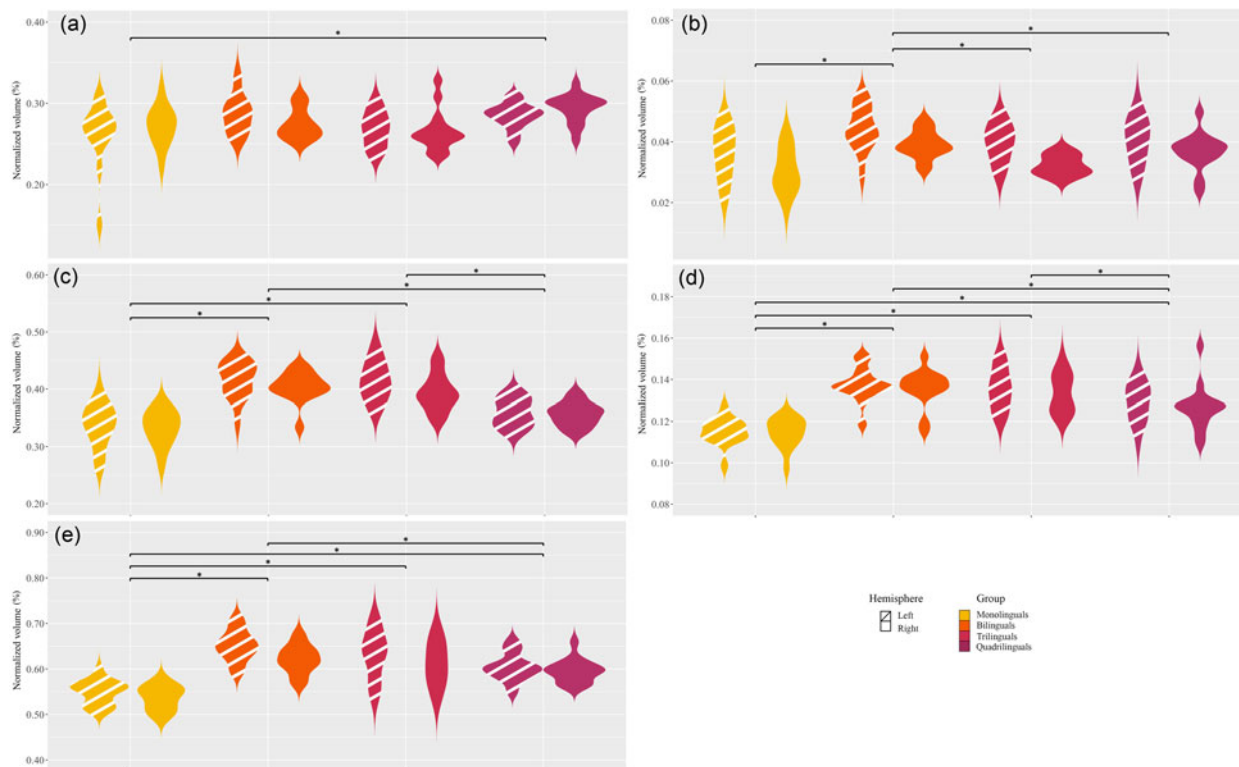 (a)
Normalized volume (%)
0.40
0.30
0.20
*
(b)
Normalized volume (%)
0.08
0.06
0.04
0.02
*
*
*
(c)
Normalized volume (%)
0.60
0.50
0.40
0.30
0.20
*
*
*
*
(d)
Normalized volume (%)
0.18
0.16
0.14
0.12
0.10
0.08
*
*
*
*
*
(e)
Normalized volume (%)
0.90
0.80
0.70
0.60
0.50
0.40
*
*
*
*
Hemisphere
Left
Right
Group
Monolinguals
Bilinguals
Trilinguals
Quadrilinguals